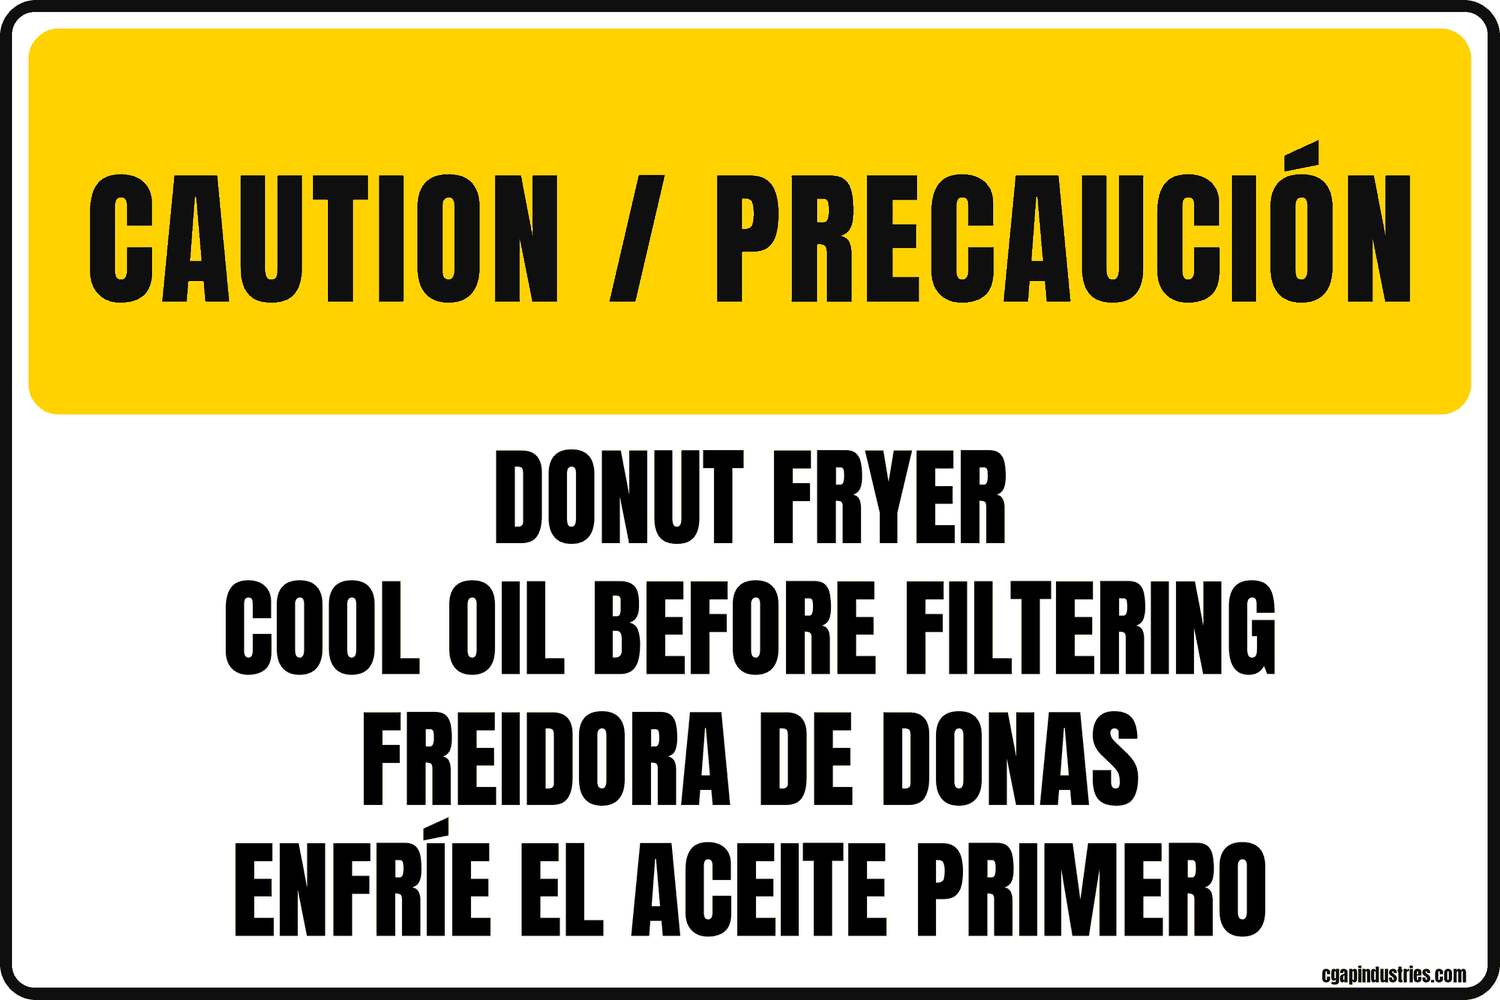 CAUTION / PRECAUCIÓN
DONUT FRYER
COOL OIL BEFORE FILTERING
FREIDORA DE DONAS
ENFRÍE EL ACEITE PRIMERO
cgapindustries.com